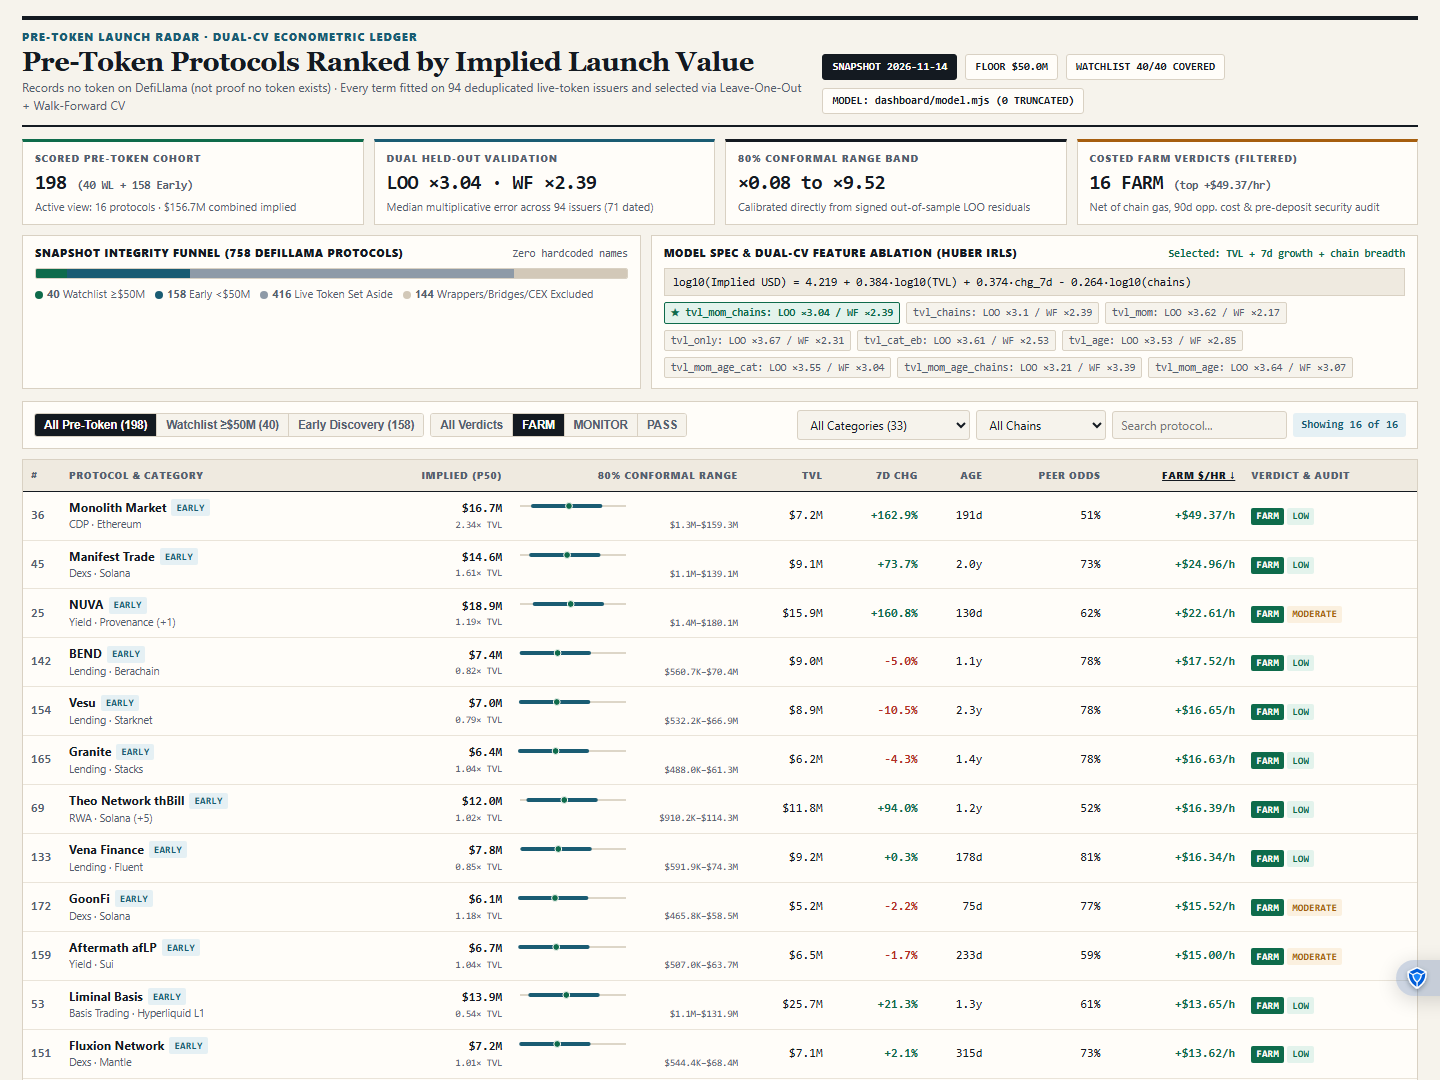 PRE-TOKEN LAUNCH RADAR · DUAL-CV ECONOMETRIC LEDGER
Pre-Token Protocols Ranked by Implied Launch Value
Records no token on DefiLlama (not proof no token exists) · Every term fitted on 94 deduplicated live-token issuers and selected via Leave-One-Out
+ Walk-Forward CV
SNAPSHOT 2026-11-14
FLOOR $50.0M
WATCHLIST 40/40 COVERED
MODEL: dashboard/model.mjs (0 TRUNCATED)
SCORED PRE-TOKEN COHORT
198 (40 WL + 158 Early)
Active view: 16 protocols · $156.7M combined implied
DUAL HELD-OUT VALIDATION
LOO ×3.04 · WF ×2.39
Median multiplicative error across 94 issuers (71 dated)
80% CONFORMAL RANGE BAND
×0.08 to ×9.52
Calibrated directly from signed out-of-sample LOO residuals
COSTED FARM VERDICTS (FILTERED)
16 FARM (top +$49.37/hr)
Net of chain gas, 90d opp. cost & pre-deposit security audit
SNAPSHOT INTEGRITY FUNNEL (758 DEFILLAMA PROTOCOLS)
Zero hardcoded names
40 Watchlist ≥$50M
158 Early <$50M
416 Live Token Set Aside
144 Wrappers/Bridges/CEX Excluded
MODEL SPEC & DUAL-CV FEATURE ABLATION (HUBER IRLS)
Selected: TVL + 7d growth + chain breadth
log10(Implied USD) = 4.219 + 0.384·log10(TVL) + 0.374·chg_7d - 0.264·log10(chains)
★ tvl_mom_chains: LOO ×3.04 / WF ×2.39
tvl_chains: LOO ×3.1 / WF ×2.39
tvl_mom: LOO ×3.62 / WF ×2.17
tvl_only: LOO ×3.67 / WF ×2.31
tvl_cat_eb: LOO ×3.61 / WF ×2.53
tvl_age: LOO ×3.53 / WF ×2.85
tvl_mom_age_cat: LOO ×3.55 / WF ×3.04
tvl_mom_age_chains: LOO ×3.21 / WF ×3.39
tvl_mom_age: LOO ×3.64 / WF ×3.07
All Pre-Token (198)
Watchlist ≥$50M (40)
Early Discovery (158)
All Verdicts
FARM
MONITOR
PASS
All Categories (33)
All Chains
Search protocol...
Showing 16 of 16
# PROTOCOL & CATEGORY IMPLIED (P50) 80% CONFORMAL RANGE TVL 7D CHG AGE PEER ODDS FARM $/HR ↓ VERDICT & AUDIT
36 Monolith Market EARLY $16.7M $7.2M +162.9% 191d 51% +$49.37/h FARM LOW
CDP · Ethereum 2.34× TVL $1.3M–$159.3M
45 Manifest Trade EARLY $14.6M $9.1M +73.7% 2.0y 73% +$24.96/h FARM LOW
Dexs · Solana 1.61× TVL $1.1M–$139.1M
25 NUVA EARLY $18.9M $15.9M +160.8% 130d 62% +$22.61/h FARM MODERATE
Yield · Provenance (+1) 1.19× TVL $1.4M–$180.1M
142 BEND EARLY $7.4M $9.0M -5.0% 1.1y 78% +$17.52/h FARM LOW
Lending · Berachain 0.82× TVL $560.7K–$70.4M
154 Vesu EARLY $7.0M $8.9M -10.5% 2.3y 78% +$16.65/h FARM LOW
Lending · Starknet 0.79× TVL $532.2K–$66.9M
165 Granite EARLY $6.4M $6.2M -4.3% 1.4y 78% +$16.63/h FARM LOW
Lending · Stacks 1.04× TVL $488.0K–$61.3M
69 Theo Network thBill EARLY $12.0M $11.8M +94.0% 1.2y 52% +$16.39/h FARM LOW
RWA · Solana (+5) 1.02× TVL $910.2K–$114.3M
133 Vena Finance EARLY $7.8M $9.2M +0.3% 178d 81% +$16.34/h FARM LOW
Lending · Fluent 0.85× TVL $591.9K–$74.3M
172 GoonFi EARLY $6.1M $5.2M -2.2% 75d 77% +$15.52/h FARM MODERATE
Dexs · Solana 1.18× TVL $465.8K–$58.5M
159 Aftermath afLP EARLY $6.7M $6.5M -1.7% 233d 59% +$15.00/h FARM MODERATE
Yield · Sui 1.04× TVL $507.0K–$63.7M
53 Liminal Basis EARLY $13.9M $25.7M +21.3% 1.3y 61% +$13.65/h FARM LOW
Basis Trading · Hyperliquid L1 0.54× TVL $1.1M–$131.9M
151 Fluxion Network EARLY $7.2M $7.1M +2.1% 315d 73% +$13.62/h FARM LOW
Dexs · Mantle 1.01× TVL $544.4K–$68.4M